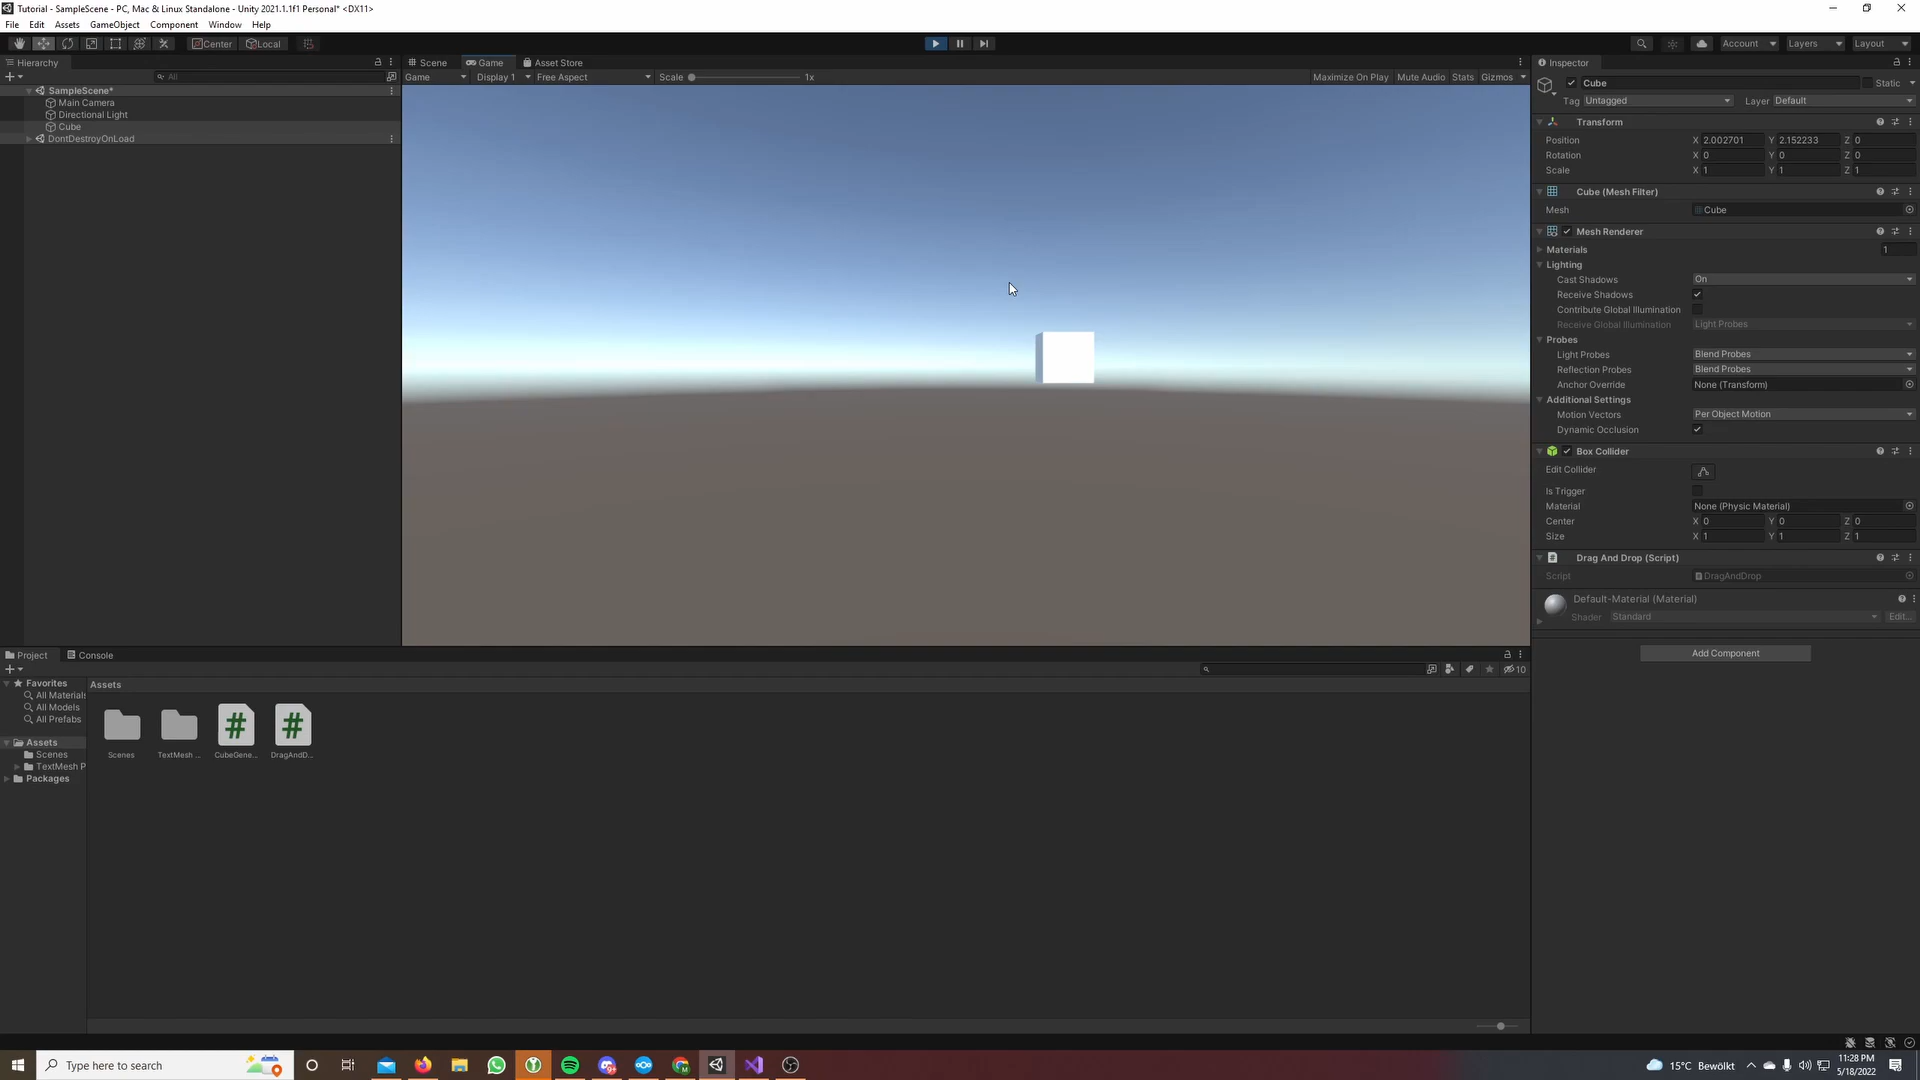 Tutorial - SampleScene - PC, Mac & Linux Standalone - Unity 2021.1.1f1 Personal* <DX11>
File Edit Assets GameObject Component Window Help
Center Local
Account Layers Layout
Hierarchy
All
SampleScene*
Main Camera
Directional Light
Cube
DontDestroyOnLoad
Scene Game Asset Store
Game Display 1 Free Aspect Scale 1x Maximize On Play Mute Audio Stats Gizmos
Inspector
Cube Static
Tag Untagged Layer Default
Transform
Position X 2.002701 Y 2.152233 Z 0
Rotation X 0 Y 0 Z 0
Scale X 1 Y 1 Z 1
Cube (Mesh Filter)
Mesh Cube
Mesh Renderer
Materials 1
Lighting
Cast Shadows On
Receive Shadows
Contribute Global Illumination
Receive Global Illumination Light Probes
Probes
Light Probes Blend Probes
Reflection Probes Blend Probes
Anchor Override None (Transform)
Additional Settings
Motion Vectors Per Object Motion
Dynamic Occlusion
Box Collider
Edit Collider
Is Trigger
Material None (Physic Material)
Center X 0 Y 0 Z 0
Size X 1 Y 1 Z 1
Drag And Drop (Script)
Script DragAndDrop
Default-Material (Material)
Shader Standard Edit...
Add Component
Project Console
10
Favorites
All Materials
All Models
All Prefabs
Assets
Scenes
TextMesh P
Packages
Assets
Scenes TextMesh ... CubeGene... DragAndD...
Type here to search
15°C Bewölkt
11:28 PM
5/18/2022